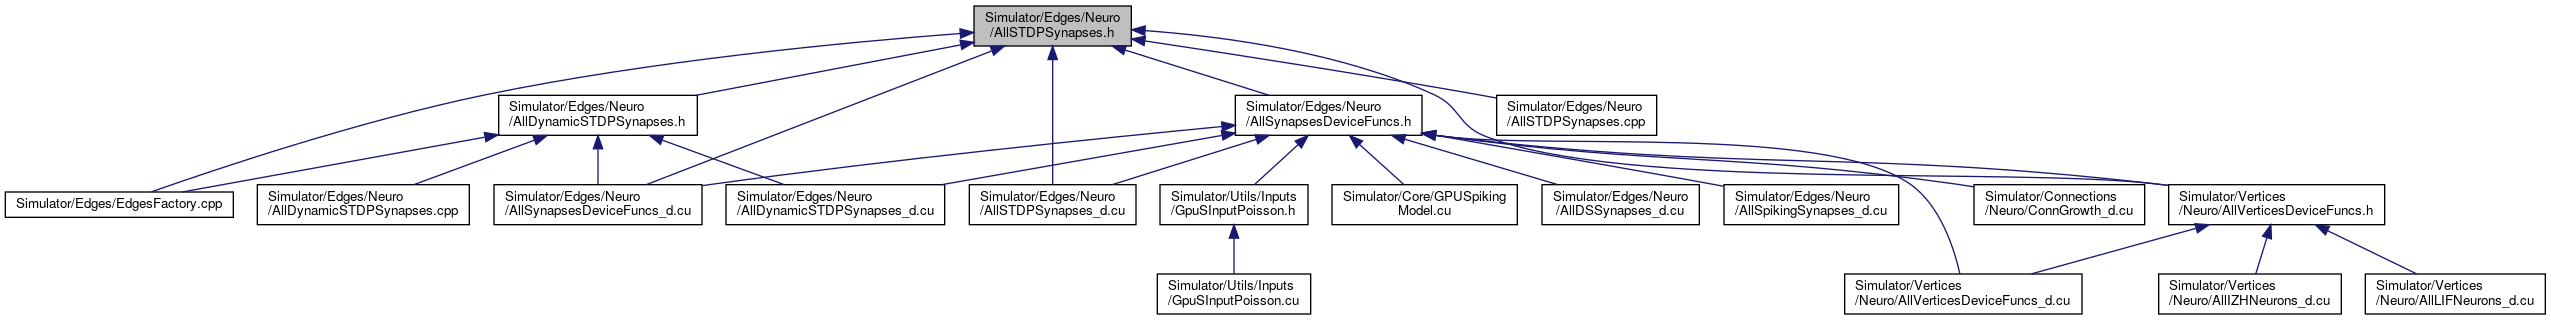 Simulator/Edges/Neuro
/AllSTDPSynapses.h
Simulator/Edges/Neuro
/AllDynamicSTDPSynapses.h
Simulator/Edges/Neuro
/AllSynapsesDeviceFuncs.h
Simulator/Edges/Neuro
/AllSTDPSynapses.cpp
Simulator/Edges/EdgesFactory.cpp
Simulator/Edges/Neuro
/AllDynamicSTDPSynapses.cpp
Simulator/Edges/Neuro
/AllSynapsesDeviceFuncs_d.cu
Simulator/Edges/Neuro
/AllDynamicSTDPSynapses_d.cu
Simulator/Edges/Neuro
/AllSTDPSynapses_d.cu
Simulator/Utils/Inputs
/GpuSInputPoisson.h
Simulator/Core/GPUSpiking
Model.cu
Simulator/Edges/Neuro
/AllDSSynapses_d.cu
Simulator/Edges/Neuro
/AllSpikingSynapses_d.cu
Simulator/Connections
/Neuro/ConnGrowth_d.cu
Simulator/Vertices
/Neuro/AllVerticesDeviceFuncs.h
Simulator/Utils/Inputs
/GpuSInputPoisson.cu
Simulator/Vertices
/Neuro/AllVerticesDeviceFuncs_d.cu
Simulator/Vertices
/Neuro/AllIZHNeurons_d.cu
Simulator/Vertices
/Neuro/AllLIFNeurons_d.cu